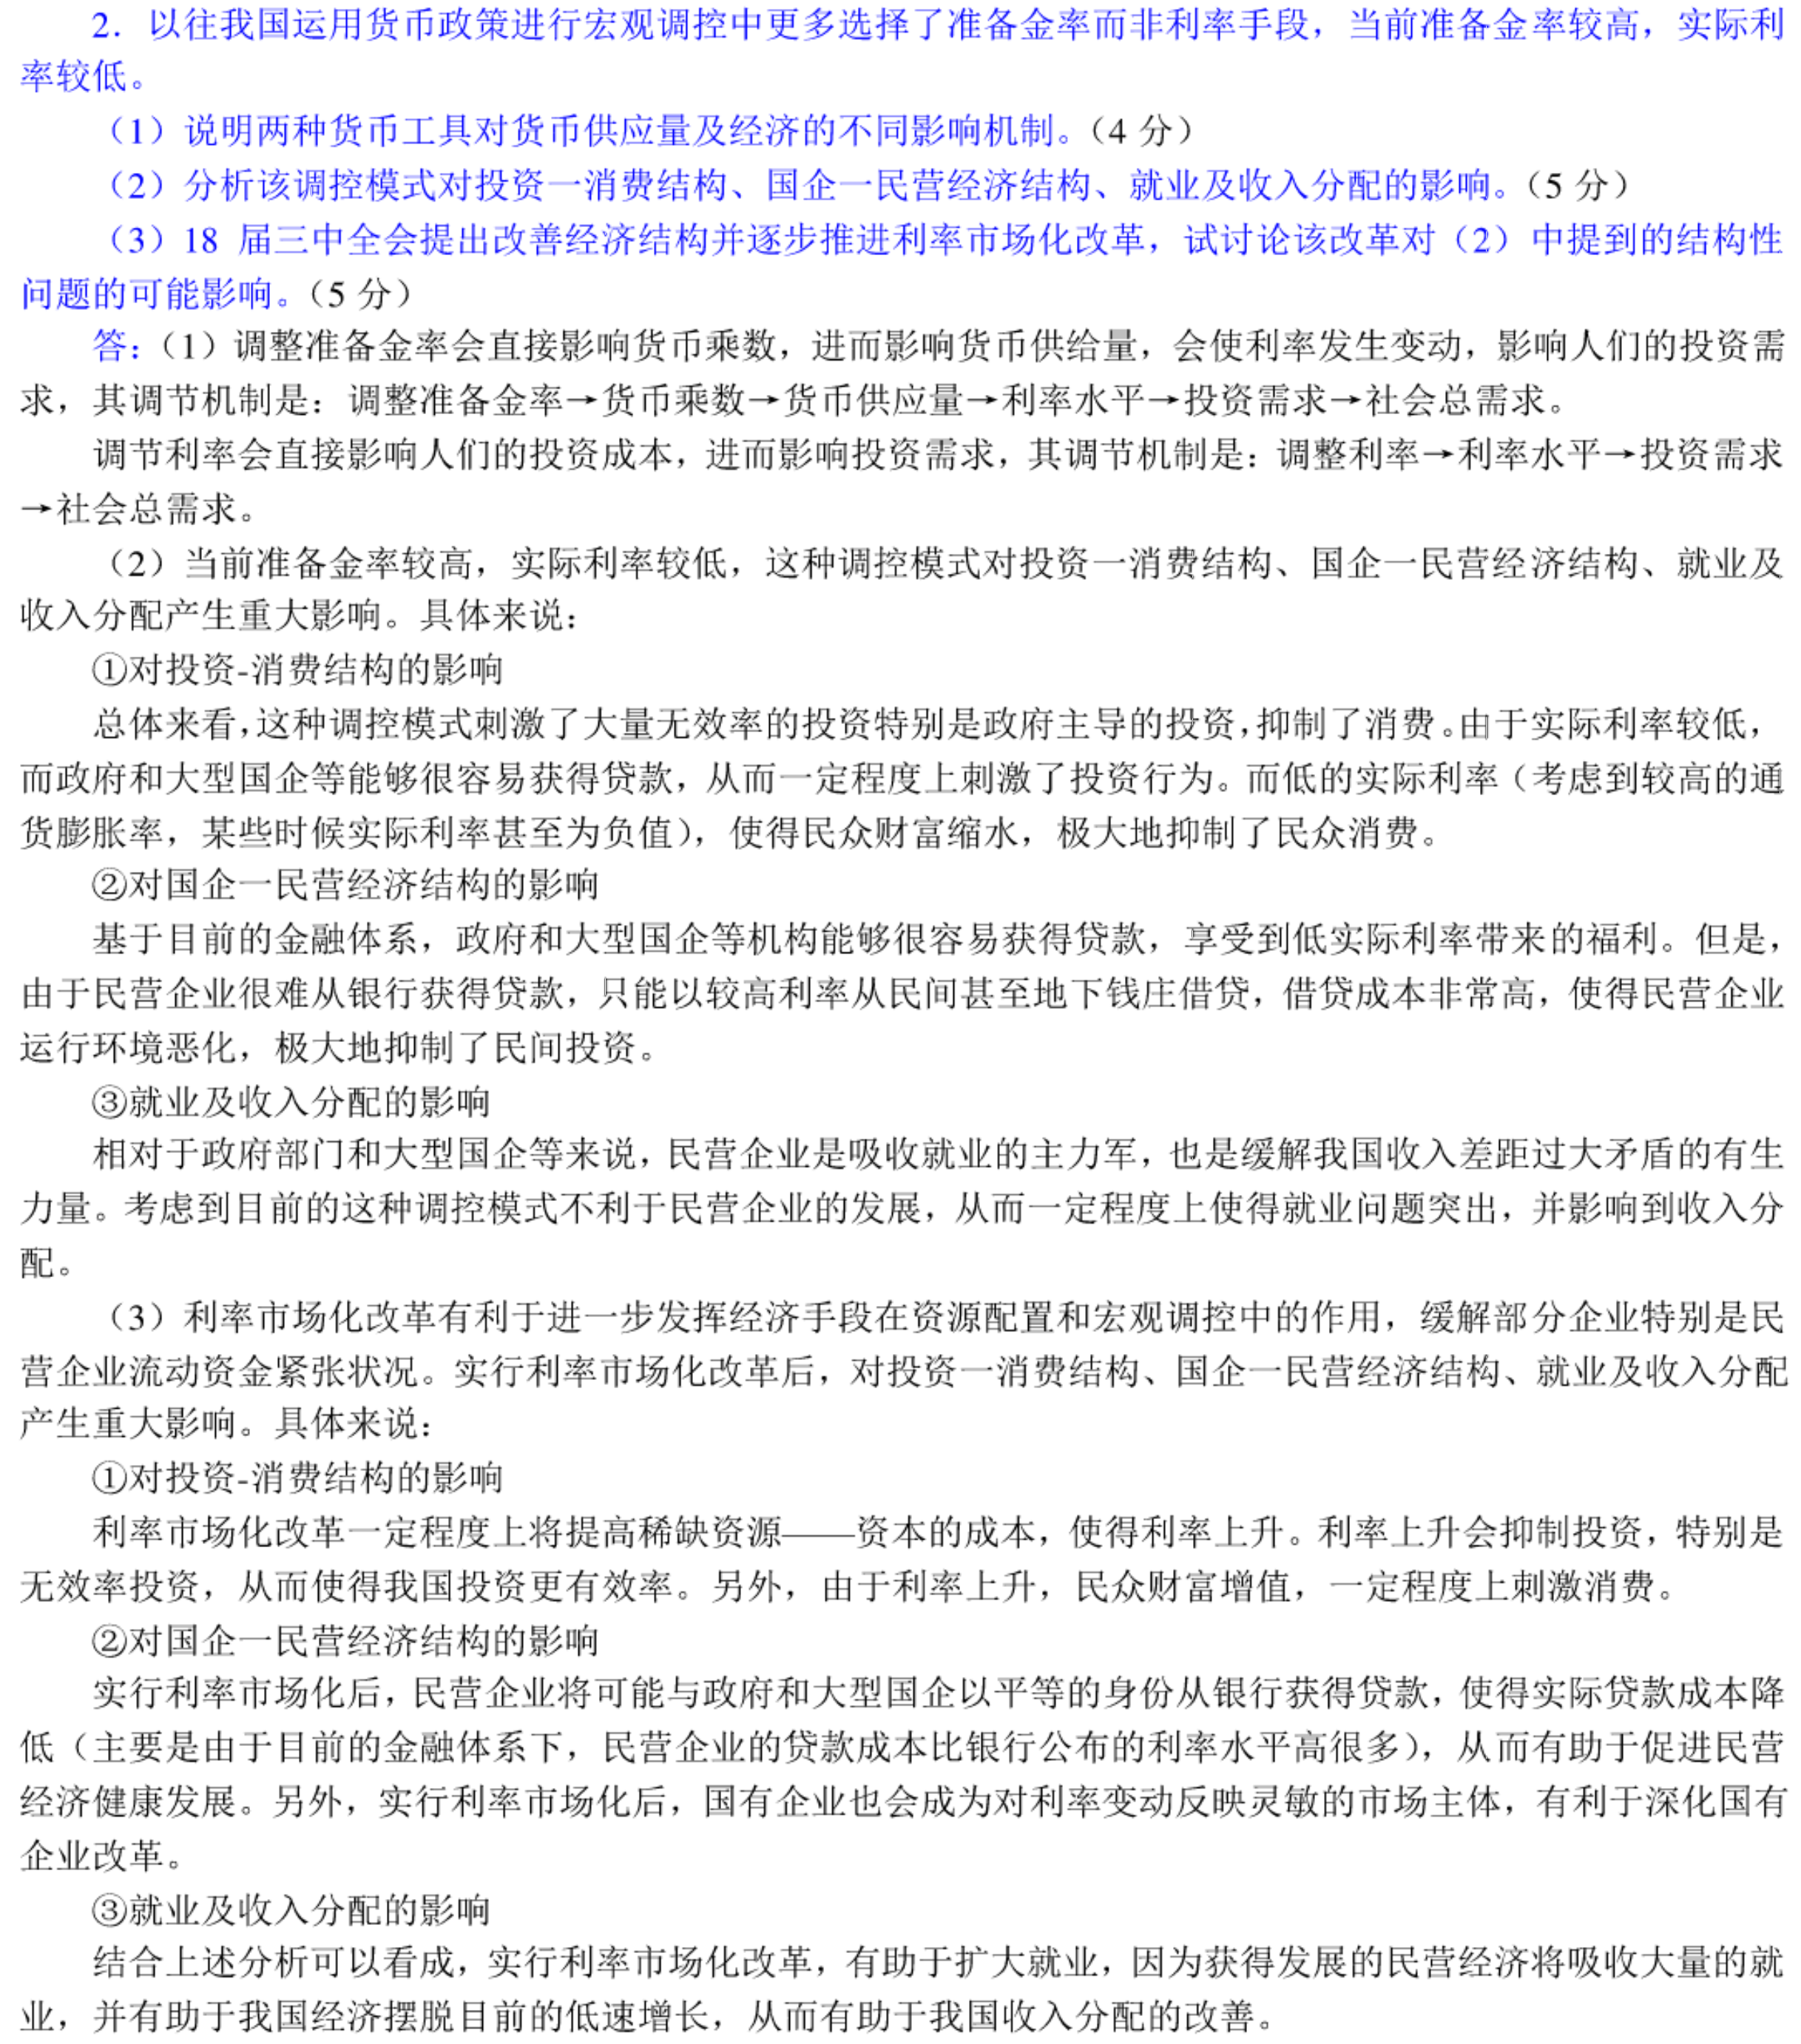 2．以往我国运用货币政策进行宏观调控中更多选择了准备金率而非利率手段，当前准备金率较高，实际利
率较低。
（1）说明两种货币工具对货币供应量及经济的不同影响机制。（4 分）
（2）分析该调控模式对投资一消费结构、国企一民营经济结构、就业及收入分配的影响。（5 分）
（3）18 届三中全会提出改善经济结构并逐步推进利率市场化改革，试讨论该改革对（2）中提到的结构性
问题的可能影响。（5 分）
答：（1）调整准备金率会直接影响货币乘数，进而影响货币供给量，会使利率发生变动，影响人们的投资需
求，其调节机制是：调整准备金率→货币乘数→货币供应量→利率水平→投资需求→社会总需求。
调节利率会直接影响人们的投资成本，进而影响投资需求，其调节机制是：调整利率→利率水平→投资需求
→社会总需求。
（2）当前准备金率较高，实际利率较低，这种调控模式对投资一消费结构、国企一民营经济结构、就业及
收入分配产生重大影响。具体来说：
①对投资-消费结构的影响
总体来看，这种调控模式刺激了大量无效率的投资特别是政府主导的投资，抑制了消费。由于实际利率较低，
而政府和大型国企等能够很容易获得贷款，从而一定程度上刺激了投资行为。而低的实际利率（考虑到较高的通
货膨胀率，某些时候实际利率甚至为负值），使得民众财富缩水，极大地抑制了民众消费。
②对国企一民营经济结构的影响
基于目前的金融体系，政府和大型国企等机构能够很容易获得贷款，享受到低实际利率带来的福利。但是，
由于民营企业很难从银行获得贷款，只能以较高利率从民间甚至地下钱庄借贷，借贷成本非常高，使得民营企业
运行环境恶化，极大地抑制了民间投资。
③就业及收入分配的影响
相对于政府部门和大型国企等来说，民营企业是吸收就业的主力军，也是缓解我国收入差距过大矛盾的有生
力量。考虑到目前的这种调控模式不利于民营企业的发展，从而一定程度上使得就业问题突出，并影响到收入分
配。
（3）利率市场化改革有利于进一步发挥经济手段在资源配置和宏观调控中的作用，缓解部分企业特别是民
营企业流动资金紧张状况。实行利率市场化改革后，对投资一消费结构、国企一民营经济结构、就业及收入分配
产生重大影响。具体来说：
①对投资-消费结构的影响
利率市场化改革一定程度上将提高稀缺资源——资本的成本，使得利率上升。利率上升会抑制投资，特别是
无效率投资，从而使得我国投资更有效率。另外，由于利率上升，民众财富增值，一定程度上刺激消费。
②对国企一民营经济结构的影响
实行利率市场化后，民营企业将可能与政府和大型国企以平等的身份从银行获得贷款，使得实际贷款成本降
低（主要是由于目前的金融体系下，民营企业的贷款成本比银行公布的利率水平高很多），从而有助于促进民营
经济健康发展。另外，实行利率市场化后，国有企业也会成为对利率变动反映灵敏的市场主体，有利于深化国有
企业改革。
③就业及收入分配的影响
结合上述分析可以看成，实行利率市场化改革，有助于扩大就业，因为获得发展的民营经济将吸收大量的就
业，并有助于我国经济摆脱目前的低速增长，从而有助于我国收入分配的改善。